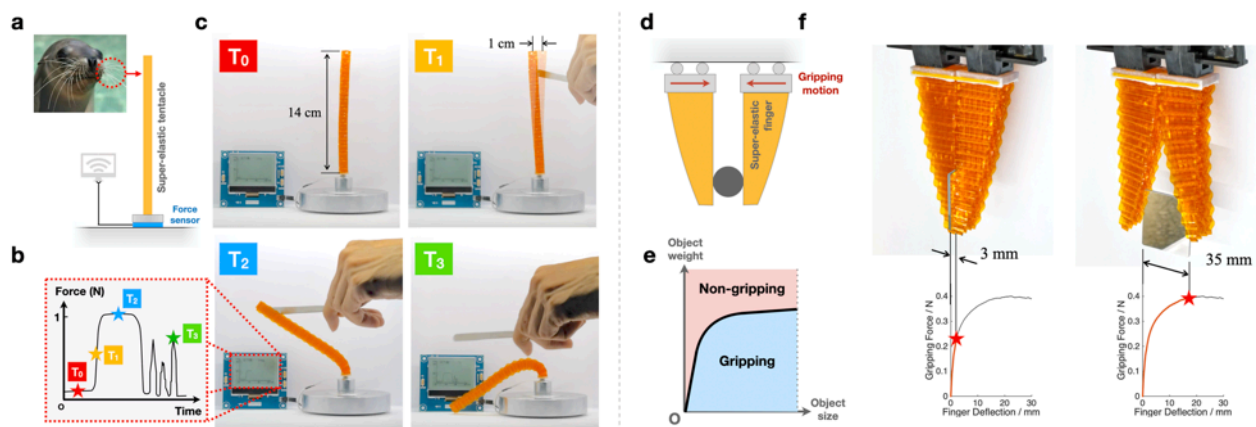 a
Super-elastic tentacle
Force
sensor
b
Force (N)
1
T0
T1
T2
T3
O
Time
c
T0
14 cm
T1
1 cm
T2
T3
d
Gripping
motion
Super-elastic
finger
e
Object
weight
Non-gripping
Gripping
O
Object
size
f
3 mm
35 mm
Gripping Force / N
0.4
0.3
0.2
0.1
0
0 10 20 30
Finger Deflection / mm
Gripping Force / N
0.4
0.3
0.2
0.1
0
0 10 20 30
Finger Deflection / mm